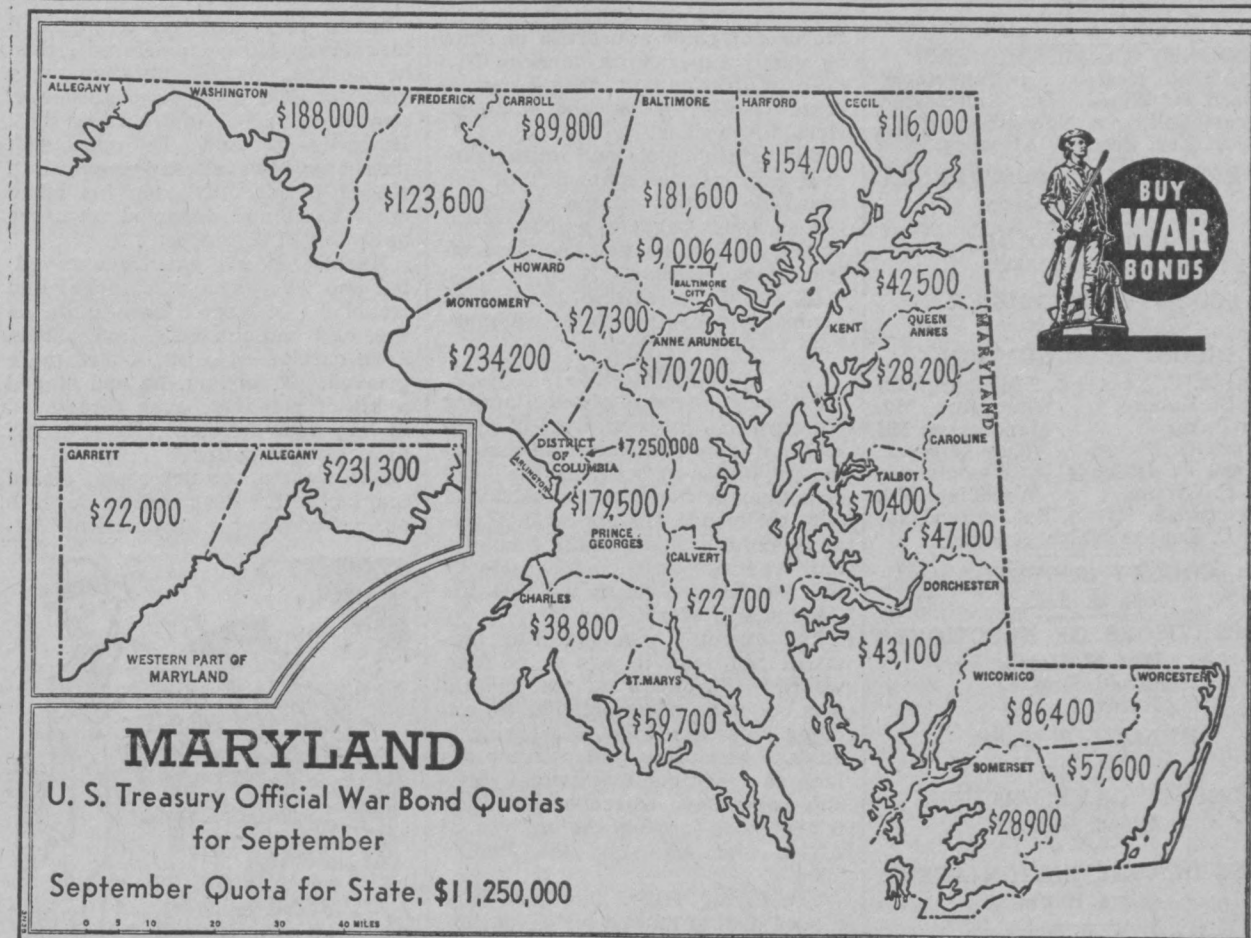 ALLEGANY
WASHINGTON
$188,000
FREDERICK
$123,600
CARROLL
$89,800
BALTIMORE
$181,600
$9,006400
BALTIMORE
CITY
HARFORD
$154,700
CECIL
$116,000
BUY
WAR
BONDS
HOWARD
$27,300
MONTGOMERY
$234,200
ANNE ARUNDEL
$170,200
KENT
$42,500
QUEEN
ANNES
$28,200
MARYLAND
CAROLINE
$47,100
TALBOT
$70,400
DISTRICT
OF
COLUMBIA
$7,250,000
ARLINGTON
$179,500
PRINCE
GEORGES
CALVERT
$22,700
GARRETT
$22,000
ALLEGANY
$231,300
WESTERN PART OF
MARYLAND
CHARLES
$38,800
ST. MARYS
$59,700
DORCHESTER
$43,100
WICOMICO
$86,400
WORCESTER
$57,600
SOMERSET
$28,900
MARYLAND
U. S. Treasury Official War Bond Quotas
for September
September Quota for State, $11,250,000
0 5 10 20 30 40 MILES